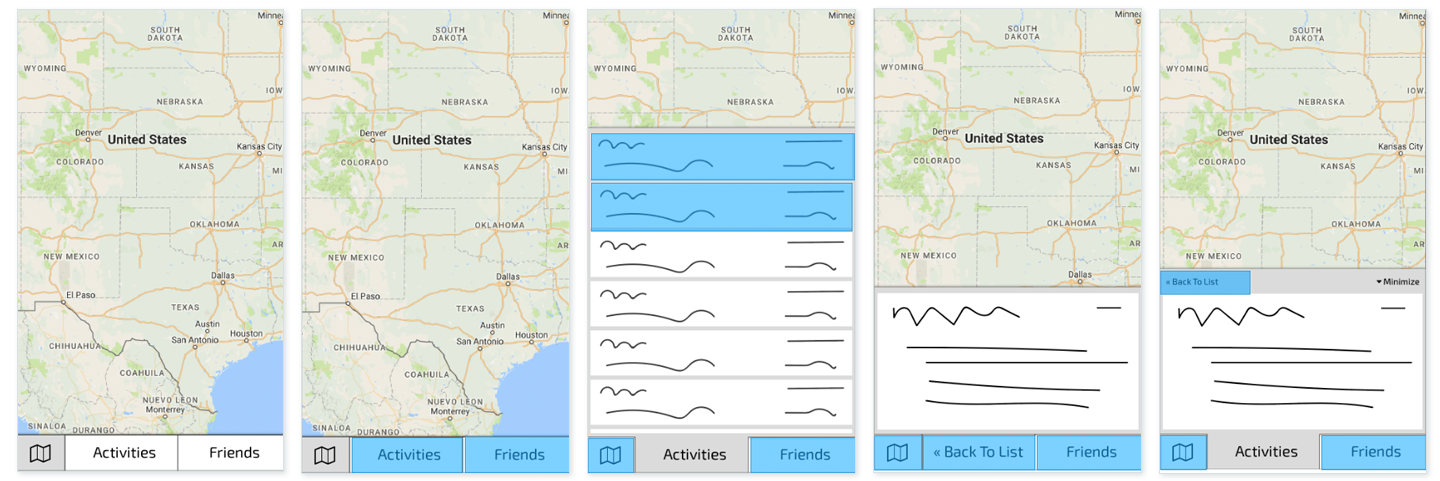 Minnea
SOUTH
DAKOTA
WYOMING
IOW
NEBRASKA
Denver
United States
Kansas City
COLORADO
KANSAS
MI
OKLAHOMA
AR
NEW MEXICO
Dallas
El Paso
TEXAS
Austin
Houston
San Antonio
CHIHUAHUA
COAHUILA
NUEVO LEON
Monterrey
SINALOA
DURANGO
Activities
Friends
Minnea
SOUTH
DAKOTA
WYOMING
IOW
NEBRASKA
Denver
United States
Kansas City
COLORADO
KANSAS
MI
OKLAHOMA
AR
NEW MEXICO
Dallas
El Paso
TEXAS
Austin
Houston
San Antonio
CHIHUAHUA
COAHUILA
NUEVO LEON
Monterrey
SINALOA
DURANGO
Activities
Friends
Minnea
SOUTH
DAKOTA
WYOMING
IOW
NEBRASKA
Activities
Friends
Minnea
SOUTH
DAKOTA
WYOMING
IOW
NEBRASKA
Denver
United States
Kansas City
COLORADO
KANSAS
MI
OKLAHOMA
AR
NEW MEXICO
Dallas
« Back To List
Friends
Minnea
SOUTH
DAKOTA
WYOMING
IOW
NEBRASKA
Denver
United States
Kansas City
COLORADO
KANSAS
MI
OKLAHOMA
AR
NEW MEXICO
« Back To List
Minimize
Activities
Friends